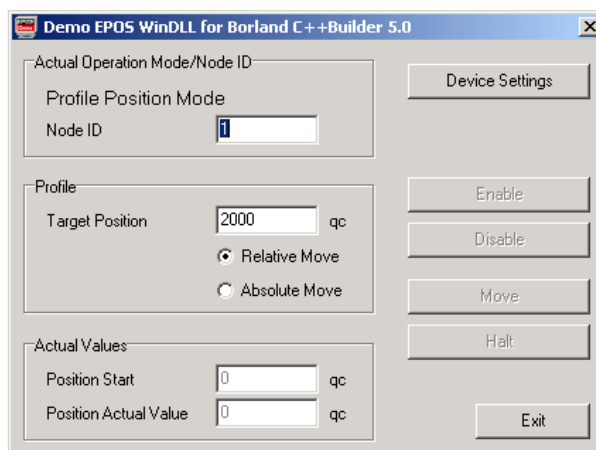 Demo EPOS WinDLL for Borland C++Builder 5.0
Actual Operation Mode/Node ID
Profile Position Mode
Node ID 1
Device Settings
Profile
Target Position 2000 qc
Relative Move
Absolute Move
Enable
Disable
Move
Halt
Actual Values
Position Start 0 qc
Position Actual Value 0 qc
Exit